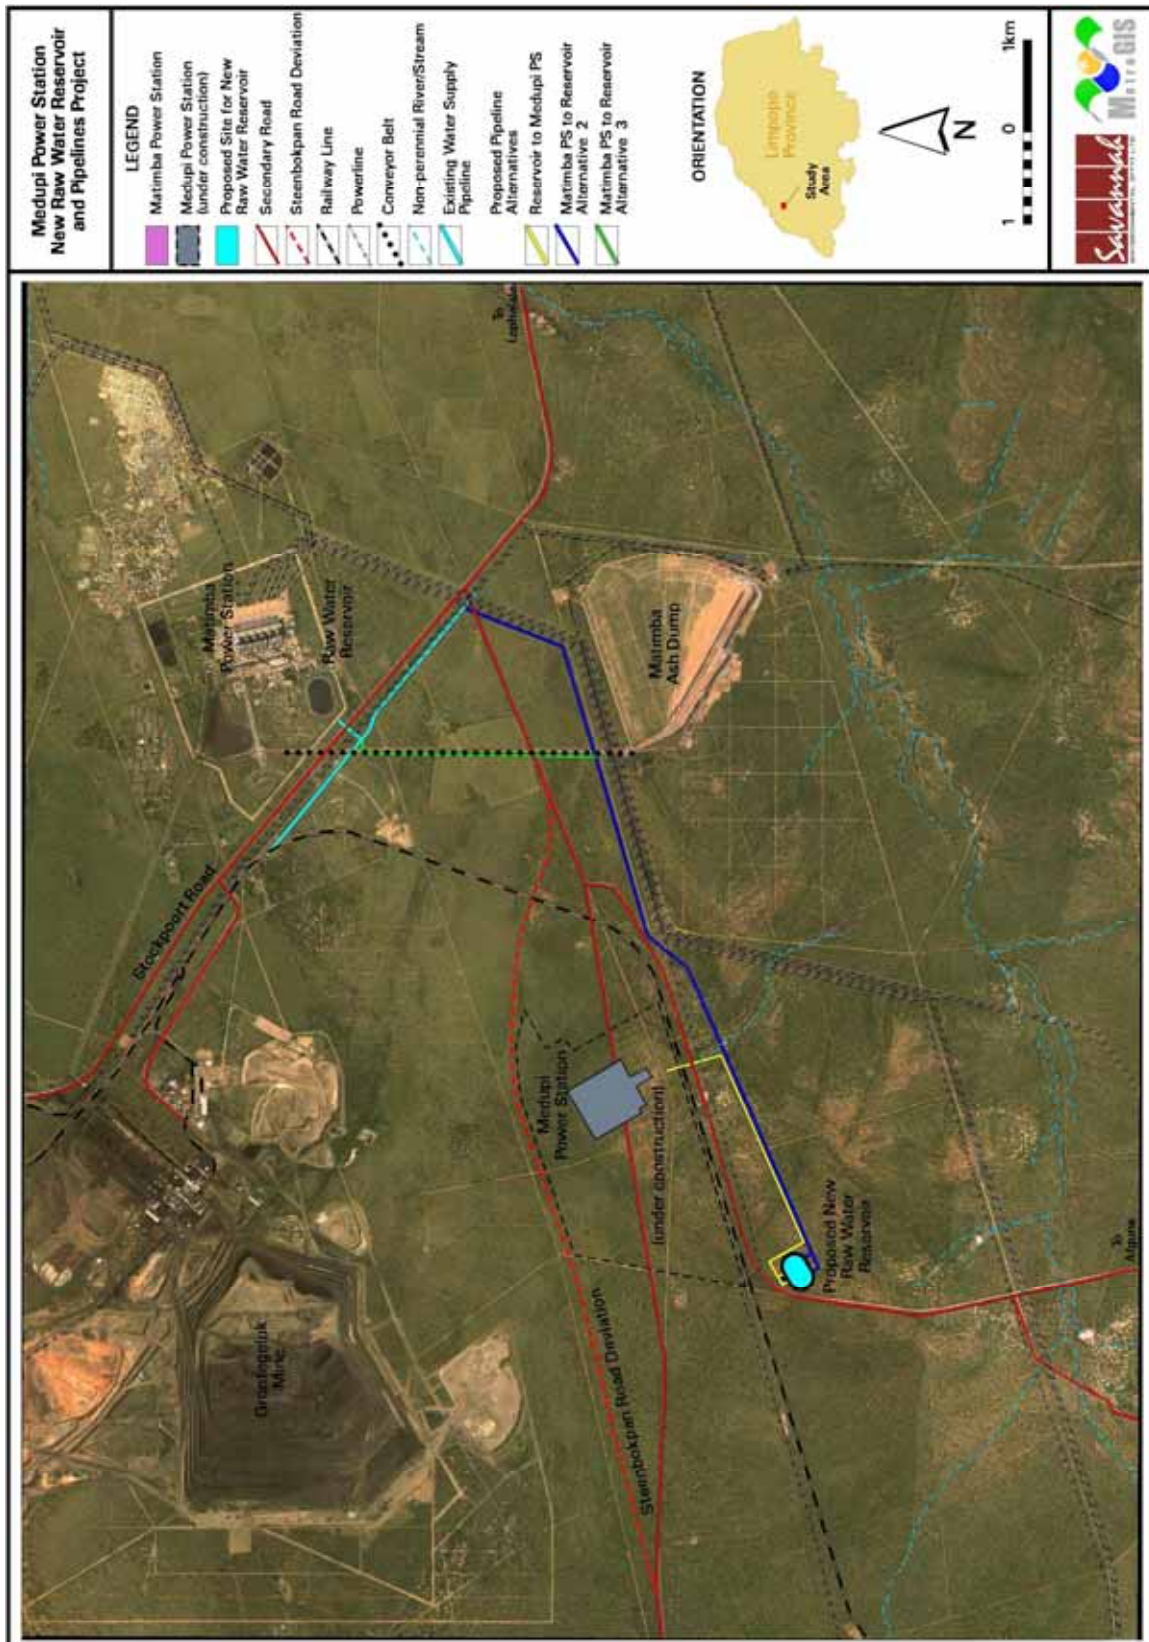 Medupi Power Station
New Raw Water Reservoir
and Pipelines Project
LEGEND
Matimba Power Station
Medupi Power Station
(under construction)
Proposed Site for New
Raw Water Reservoir
Secondary Road
Steenbokpan Road Deviation
Railway Line
Powerline
Conveyor Belt
Non-perennial River/Stream
Existing Water Supply
Pipeline
Proposed Pipeline
Alternatives
Reservoir to Medupi PS
Matimba PS to Reservoir
Alternative 2
Matimba PS to Reservoir
Alternative 3
ORIENTATION
Limpopo
Province
Study
Area
N
1 0 1km
Savannah
MetroGIS
To
Lephalale
Matimba
Power Station
Raw Water
Reservoir
Stockpoort Road
Matimba
Ash Dump
Medupi
Power Station
(under construction)
Grootegeluk
Mine
Steenbokpan Road Deviation
Proposed New
Raw Water
Reservoir
To
Afguns